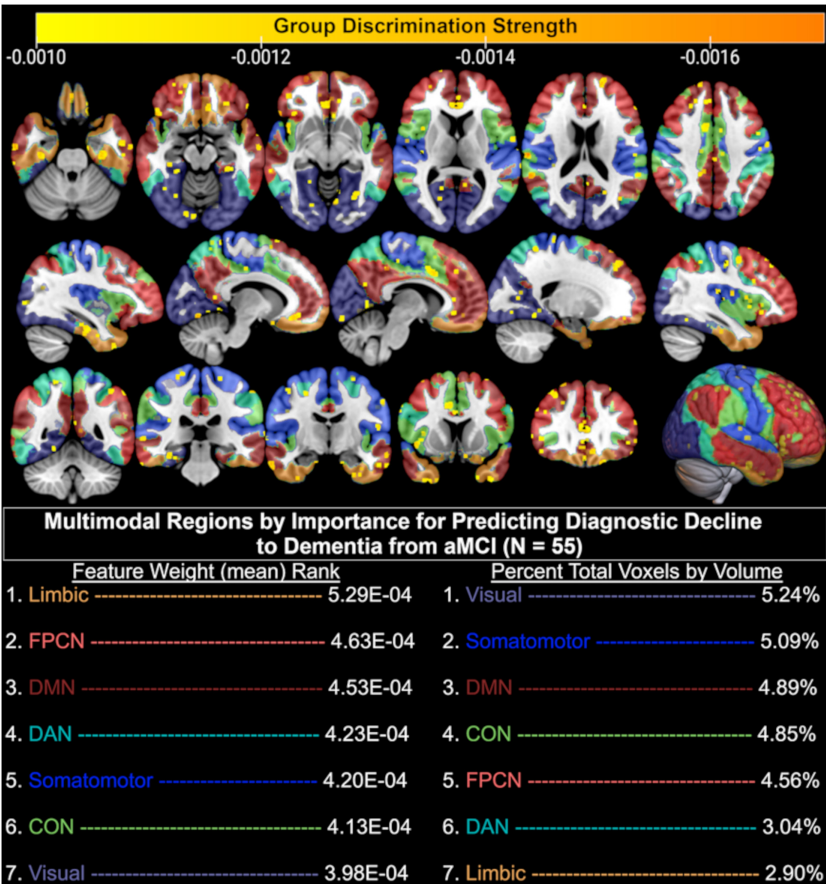 Group Discrimination Strength
-0.0010 -0.0012 -0.0014 -0.0016
Multimodal Regions by Importance for Predicting Diagnostic Decline
to Dementia from aMCI (N = 55)
Feature Weight (mean) Rank
1. Limbic ------------------------------ 5.29E-04
2. FPCN ------------------------------ 4.63E-04
3. DMN ------------------------------ 4.53E-04
4. DAN ------------------------------ 4.23E-04
5. Somatomotor -------------------- 4.20E-04
6. CON ------------------------------ 4.13E-04
7. Visual ------------------------------ 3.98E-04
Percent Total Voxels by Volume
1. Visual ------------------------------ 5.24%
2. Somatomotor -------------------- 5.09%
3. DMN ------------------------------ 4.89%
4. CON ------------------------------ 4.85%
5. FPCN ------------------------------ 4.56%
6. DAN ------------------------------ 3.04%
7. Limbic ------------------------------ 2.90%